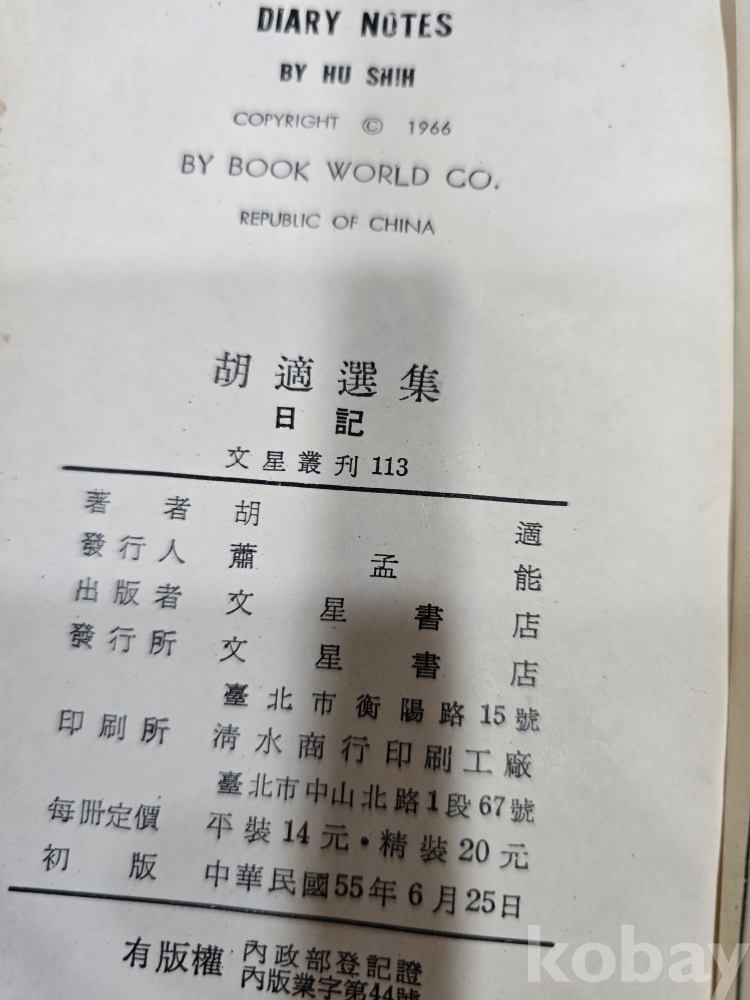 DIARY NOTES
BY HU SHIH
COPYRIGHT © 1966
BY BOOK WORLD CO.
REPUBLIC OF CHINA
胡適選集
日記
文星叢刊 113
著者 胡適
發行人 蕭孟能
出版者 文星書店
發行所 文星書店
臺北市衡陽路15號
印刷所 清水商行印刷工廠
臺北市中山北路1段67號
每冊定價 平裝14元·精裝20元
初版 中華民國55年6月25日
有版權 內政部登記證
內版業字第44號
kobay